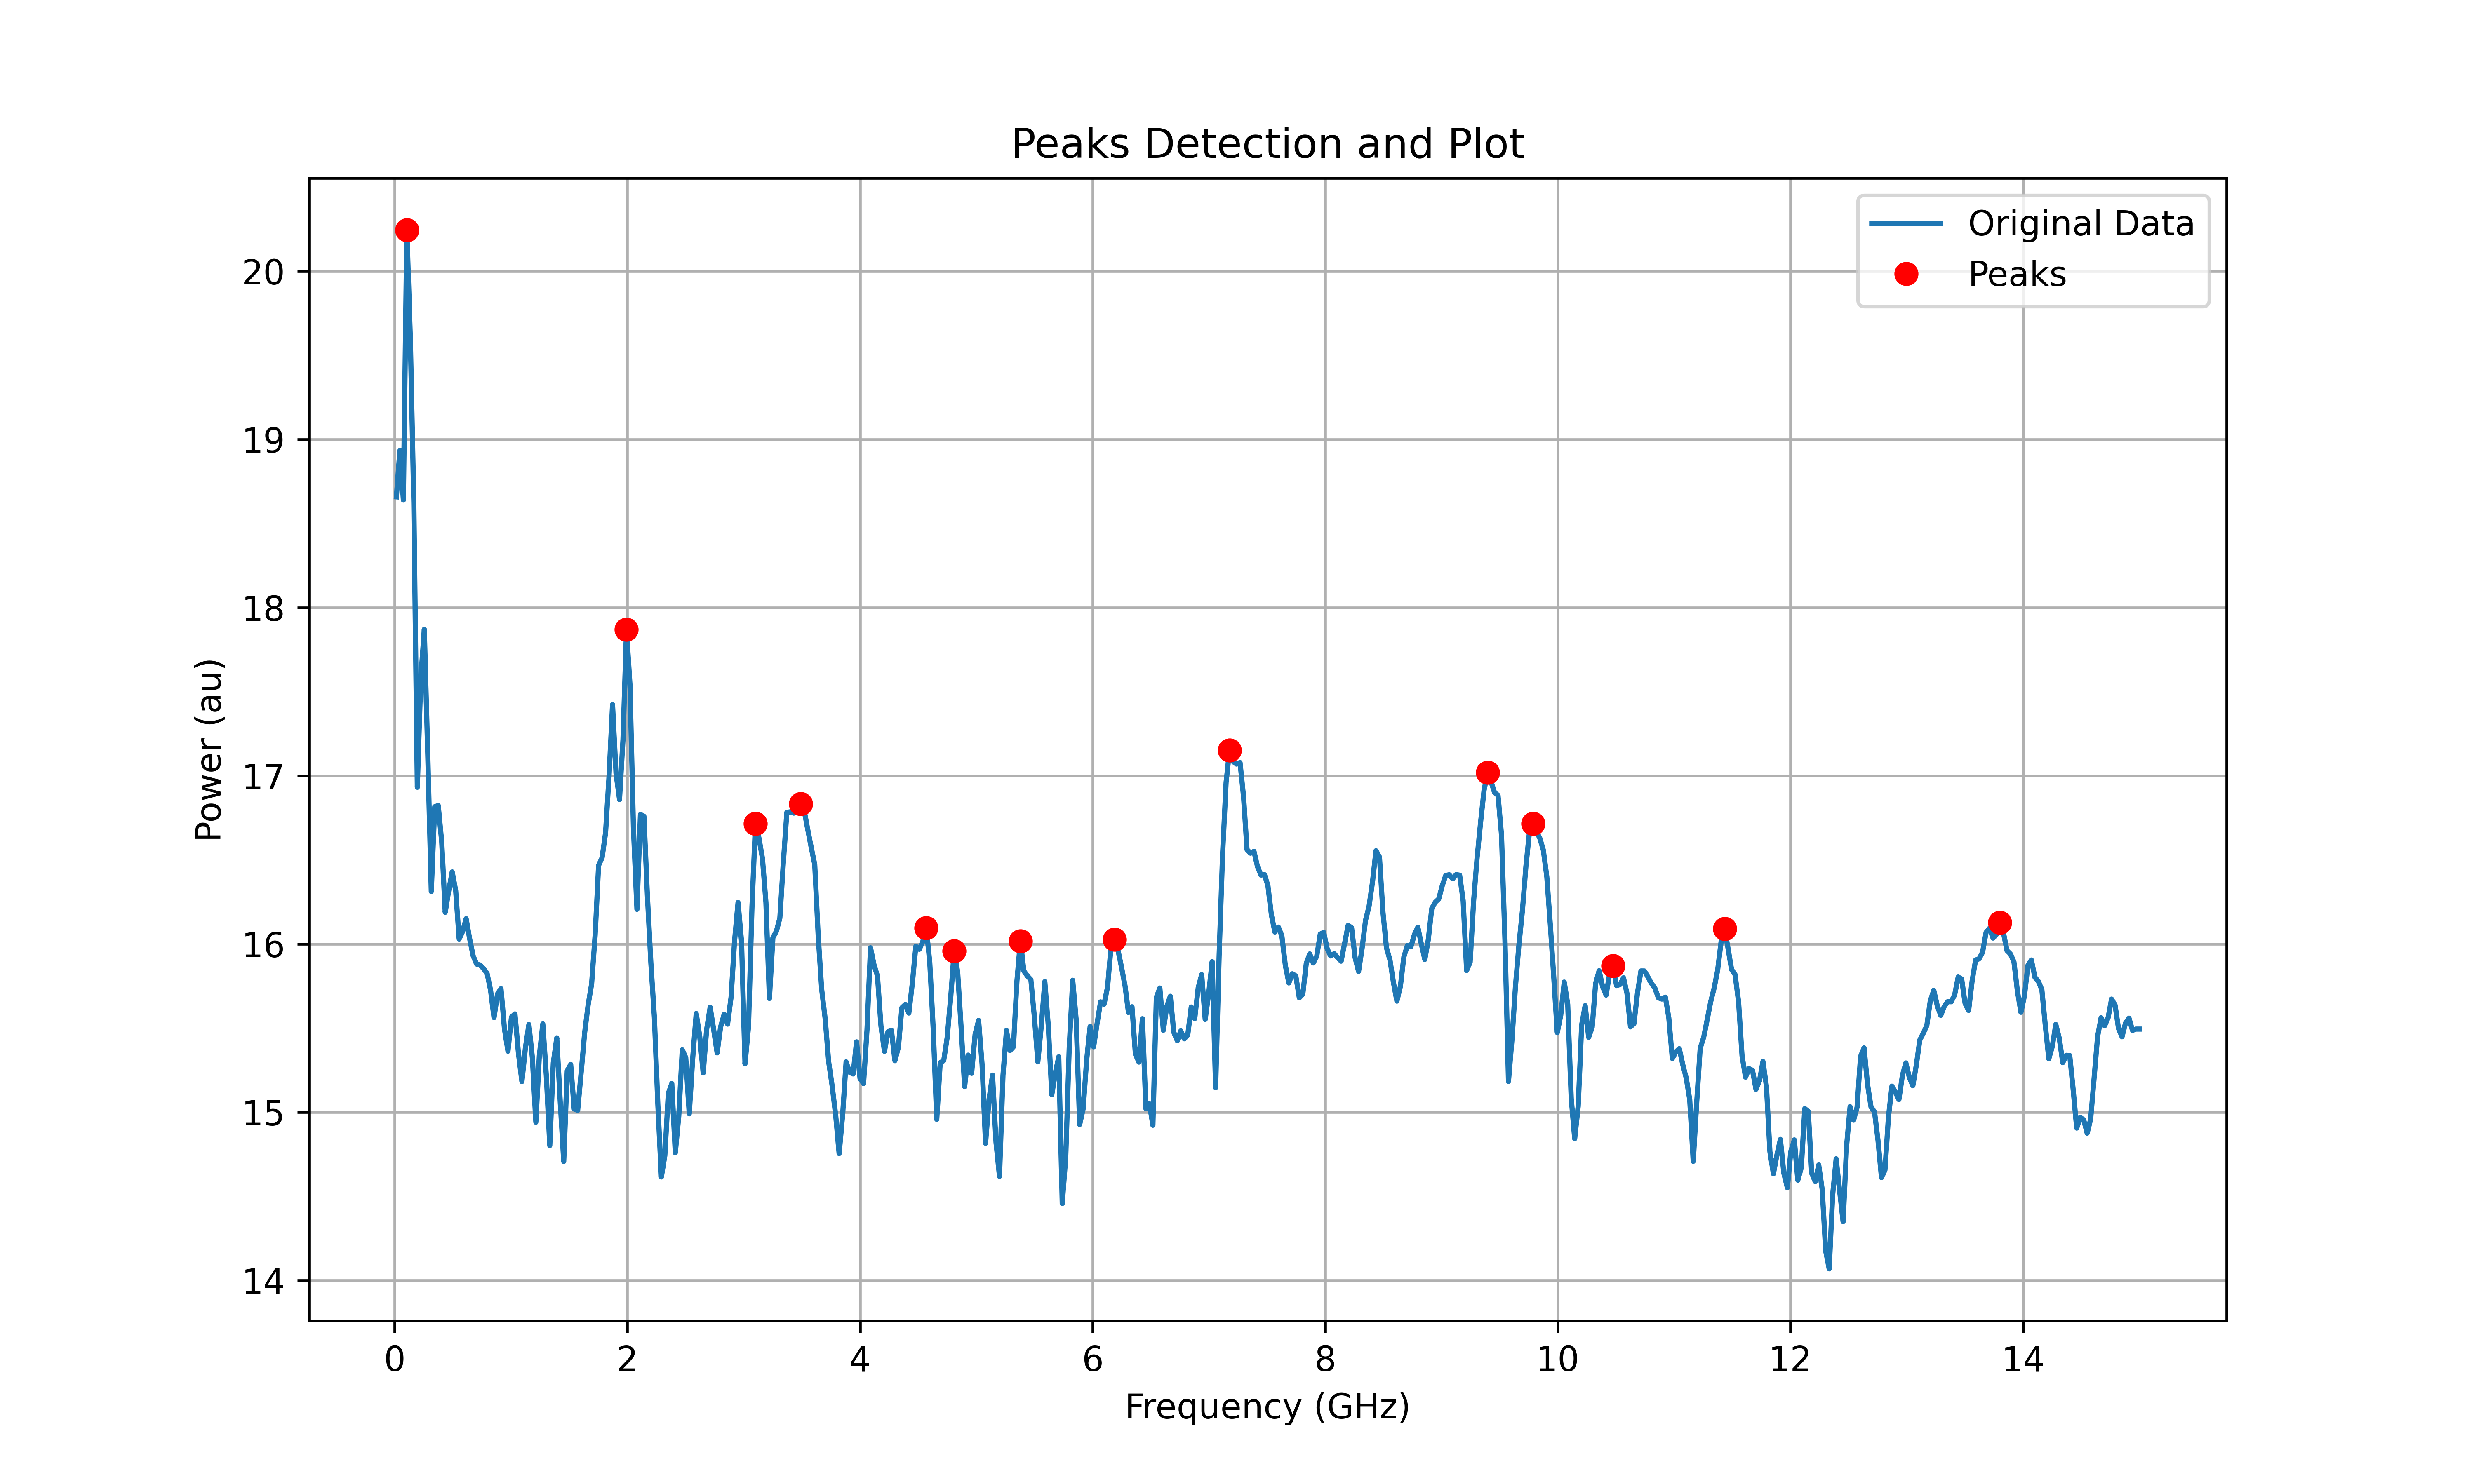 Peaks Detection and Plot
Original Data
Peaks
20
19
18
17
16
15
14
Power (au)
0 2 4 6 8 10 12 14
Frequency (GHz)